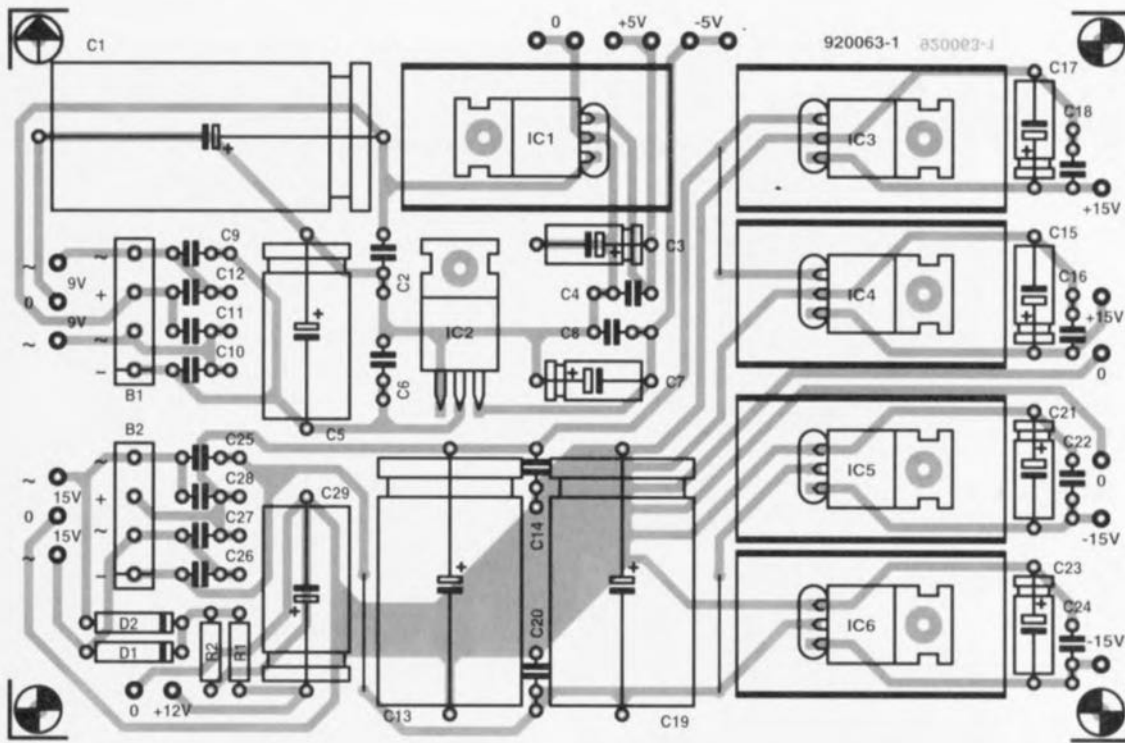 C1
0 +5V -5V
920063-1 920063-1
C17
C18
IC1
IC3
+15V
C9
C3
C15
~ 9V ~
C12
C2
C16
0
+
C4
IC4
+15V
9V
C11
C8
IC2
~
C10
C6
C7
0
−
B1
C5
B2
C25
C21
~
~
C22
15V
C28
C29
IC5
0
+
0
15V
C27
C14
-15V
~
~
C26
C23
−
C20
C24
D2
IC6
-15V
D1
R2
R1
0 +12V
C13
C19